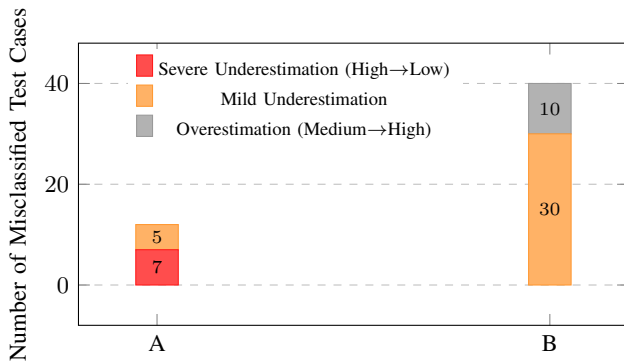 Number of Misclassified Test Cases
Severe Underestimation (High→Low)
Mild Underestimation
Overestimation (Medium→High)
40
20
0
10
30
5
7
A
B